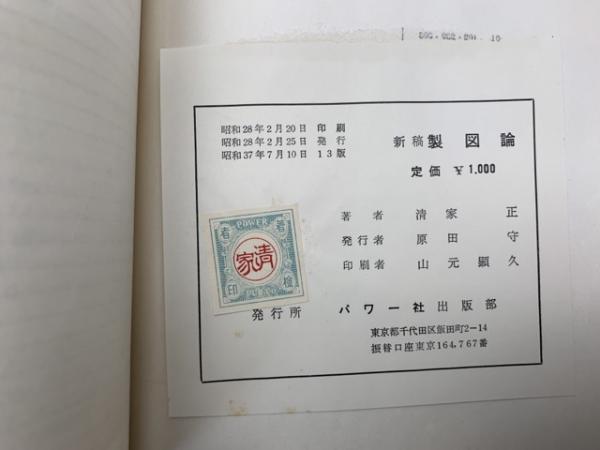 昭和28年2月20日 印刷
昭和28年2月25日 発行
昭和37年7月10日 13版
新稿 製図論
定価 ￥1,000
著者 清家 正
発行者 原田 守
印刷者 山元顕久
POWER
著者
清家
検印
発行所 パワー社出版部
東京都千代田区飯田町2-14
振替口座東京164,767番